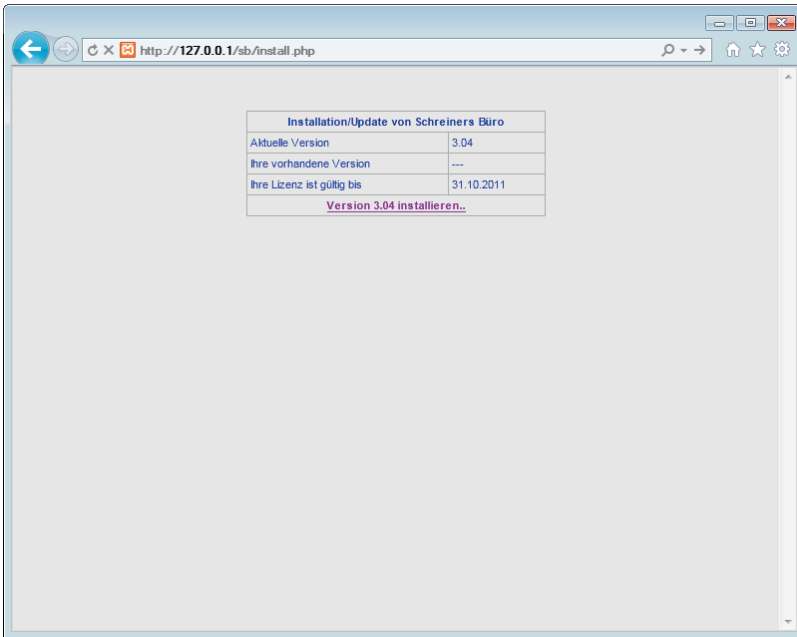 http://127.0.0.1/sb/install.php
Installation/Update von Schreiners Büro
Aktuelle Version 3.04
Ihre vorhandene Version ---
Ihre Lizenz ist gültig bis 31.10.2011
Version 3.04 installieren..